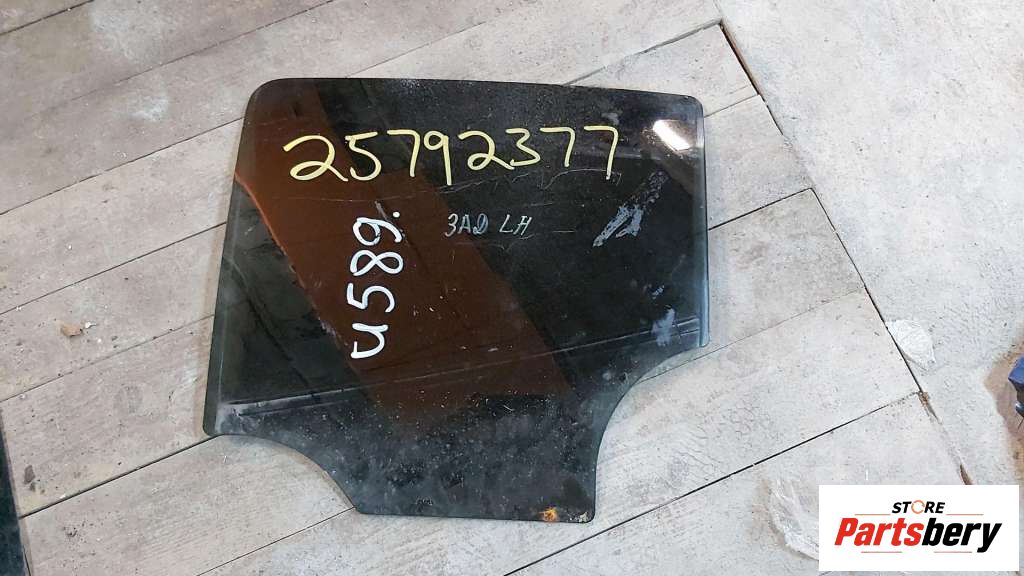 25792377
ЗАД LH
u589.
STORE
Partsbery